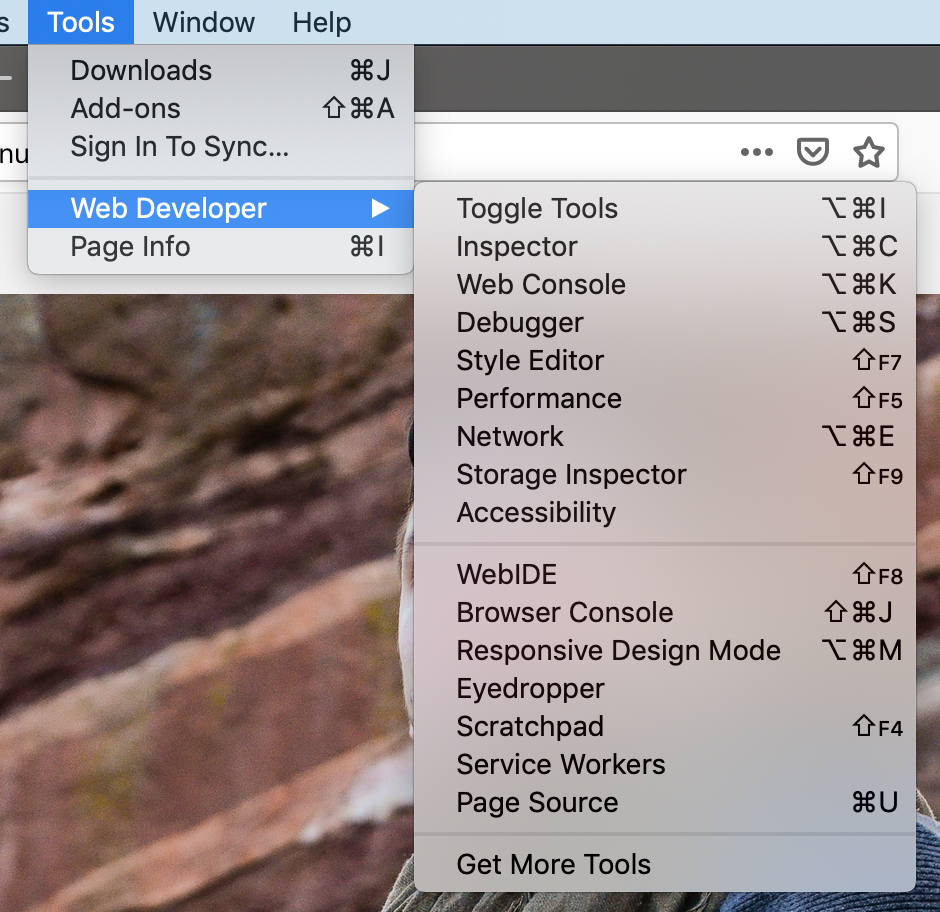 s Tools Window Help
Downloads ⌘J
Add-ons ⇧⌘A
nu
Sign In To Sync...
Web Developer ▶
Page Info ⌘I
Toggle Tools ⌥⌘I
Inspector ⌥⌘C
Web Console ⌥⌘K
Debugger ⌥⌘S
Style Editor ⇧F7
Performance ⇧F5
Network ⌥⌘E
Storage Inspector ⇧F9
Accessibility
WebIDE ⇧F8
Browser Console ⇧⌘J
Responsive Design Mode ⌥⌘M
Eyedropper
Scratchpad ⇧F4
Service Workers
Page Source ⌘U
Get More Tools